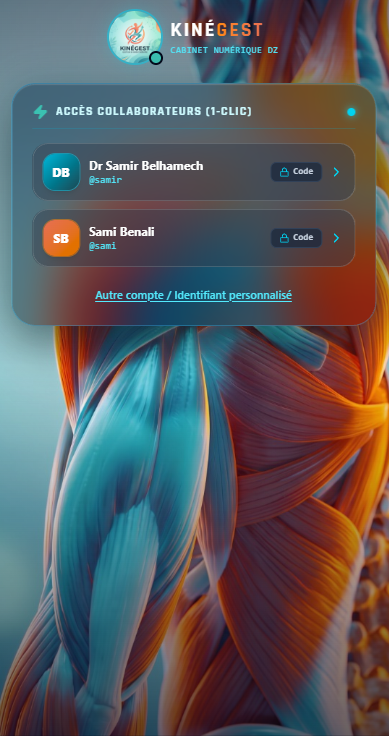 KINÉGEST
KINÉGEST
CABINET NUMÉRIQUE DZ
ACCÈS COLLABORATEURS (1-CLIC)
DB
Dr Samir Belhamech
@samir
Code
SB
Sami Benali
@sami
Code
Autre compte / Identifiant personnalisé